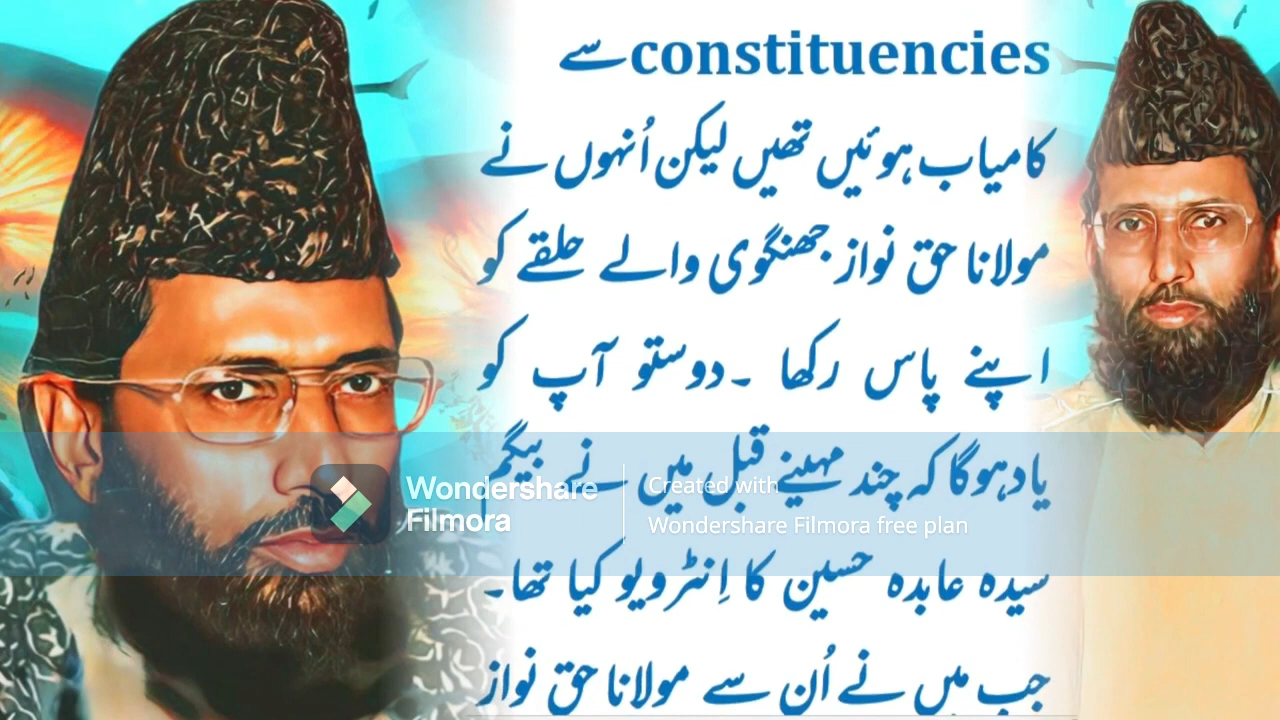 constituencies سے
کامیاب ہوئیں تھیں لیکن اُنہوں نے
مولانا حق نواز جھنگوی والے حلقے کو
اپنے پاس رکھا ۔دوستو آپ کو
یاد ہوگا کہ چند مہینے قبل میں نے بیگم
Wondershare Filmora
Created with
Wondershare Filmora free plan
سیدہ عابدہ حسین کا اِنٹرویو کیا تھا۔
جب میں نے اُن سے مولانا حق نواز